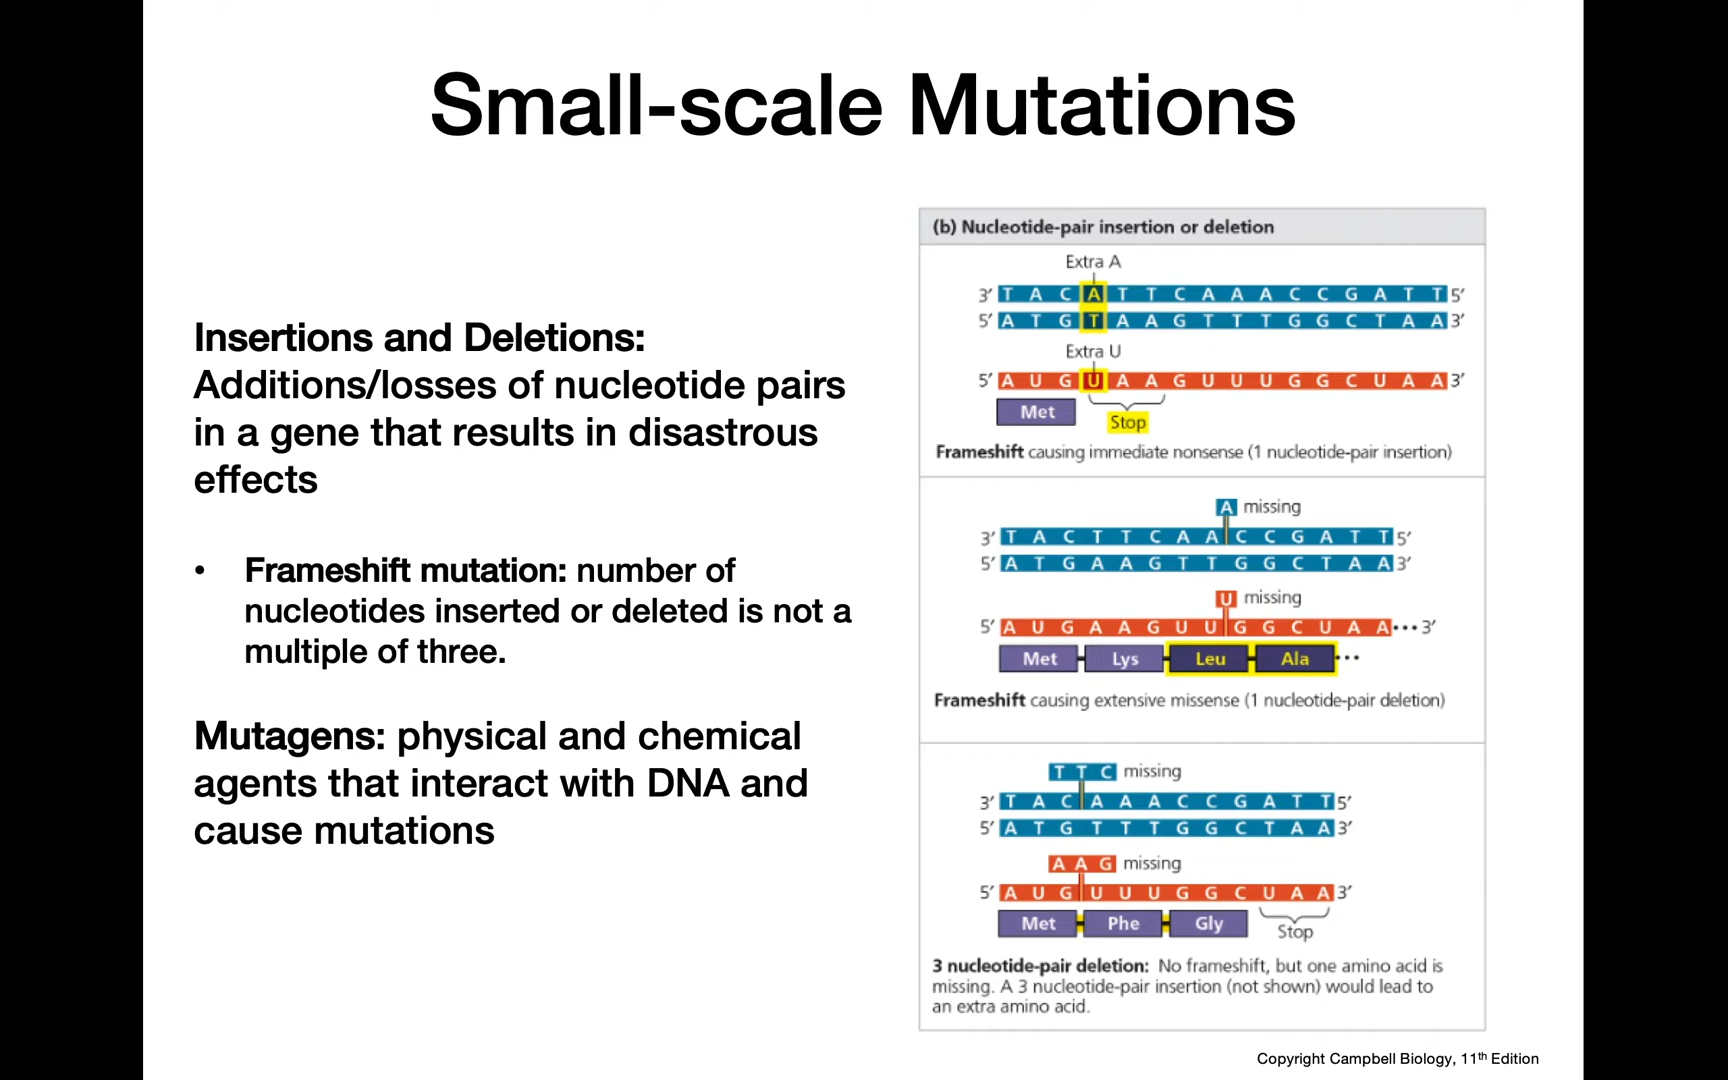 Small-scale Mutations
Insertions and Deletions:
Additions/losses of nucleotide pairs
in a gene that results in disastrous
effects
• Frameshift mutation: number of
nucleotides inserted or deleted is not a
multiple of three.
Mutagens: physical and chemical
agents that interact with DNA and
cause mutations
(b) Nucleotide-pair insertion or deletion
Extra A
3′ T A C A T T C A A A C C G A T T 5′
5′ A T G T A A G T T T G G C T A A 3′
Extra U
5′ A U G U A A G U U U G G C U A A 3′
Met
Stop
Frameshift causing immediate nonsense (1 nucleotide-pair insertion)
A missing
3′ T A C T T C A A C C G A T T 5′
5′ A T G A A G T T G G C T A A 3′
U missing
5′ A U G A A G U U G G C U A A ••• 3′
Met Lys Leu Ala •••
Frameshift causing extensive missense (1 nucleotide-pair deletion)
T T C missing
3′ T A C A A A C C G A T T 5′
5′ A T G T T T G G C T A A 3′
A A G missing
5′ A U G U U U G G C U A A 3′
Met Phe Gly Stop
3 nucleotide-pair deletion: No frameshift, but one amino acid is
missing. A 3 nucleotide-pair insertion (not shown) would lead to
an extra amino acid.
Copyright Campbell Biology, 11th Edition